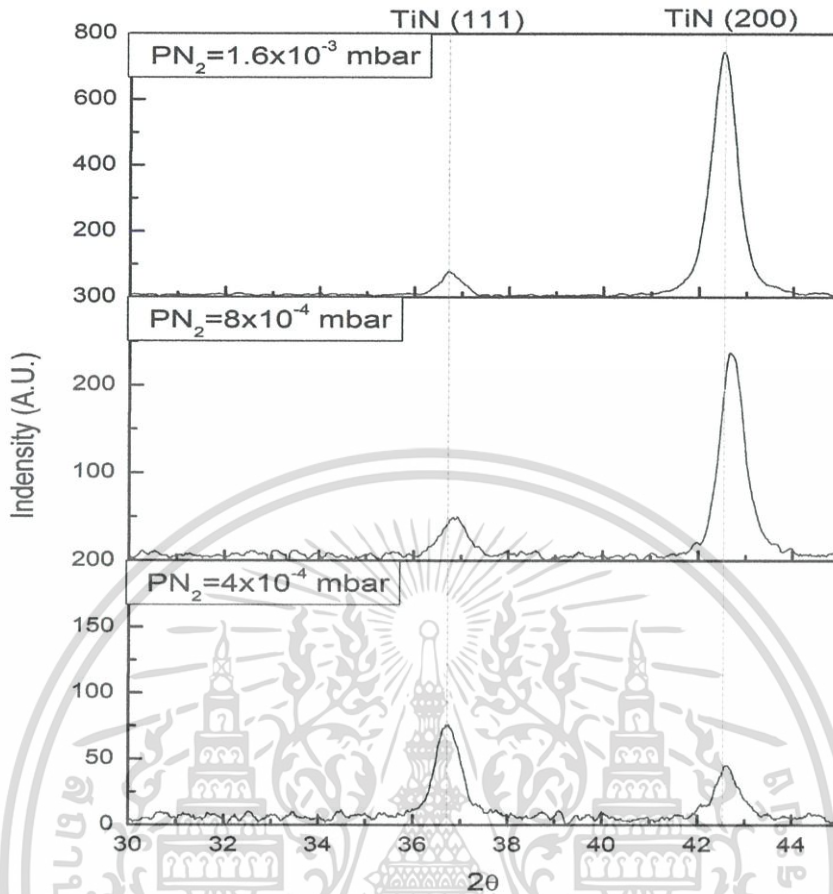 TiN (111) TiN (200)
800
PN₂=1.6x10⁻³ mbar
600
400
200
300
PN₂=8x10⁻⁴ mbar
200
100
200
PN₂=4x10⁻⁴ mbar
150
100
50
0
Indensity (A.U.)
30 32 34 36 38 40 42 44
2θ